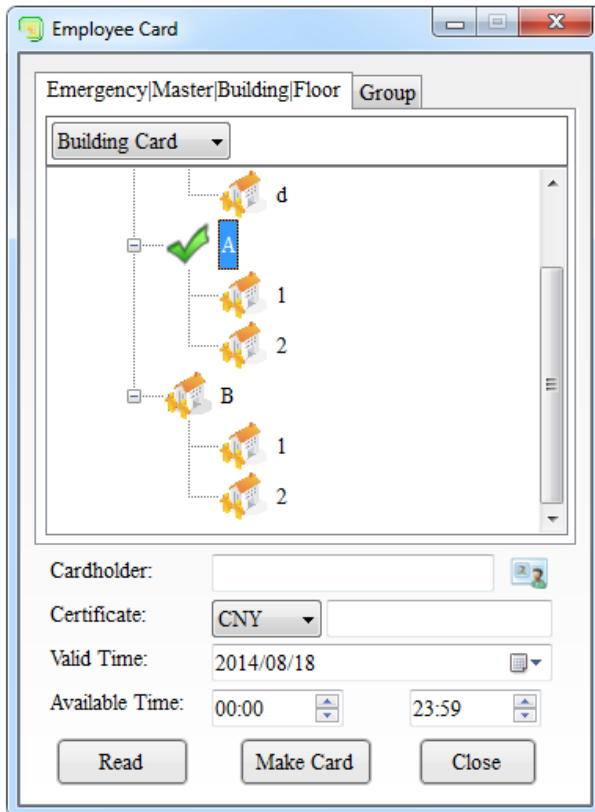 Employee Card
Emergency|Master|Building|Floor Group
Building Card
d
A
1
2
B
1
2
Cardholder:
Certificate: CNY
Valid Time: 2014/08/18
Available Time: 00:00 23:59
Read Make Card Close